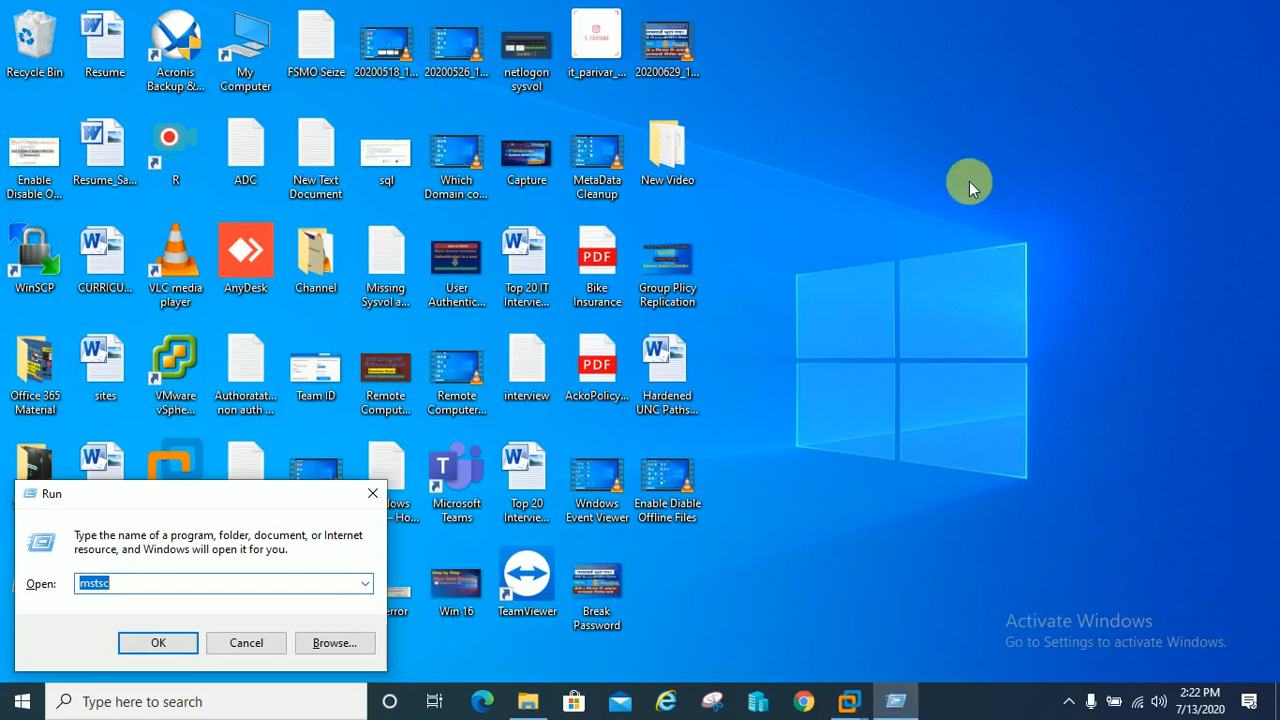 Recycle Bin
Resume
Acronis
Backup &...
My
Computer
FSMO Seize
20200518_1...
20200526_1...
netlogon
sysvol
it_parivar_...
20200629_1...
Enable
Disable O...
Resume_Sa...
R
ADC
New Text
Document
sql
Which
Domain co...
Capture
MetaData
Cleanup
New Video
WinSCP
CURRICU...
VLC media
player
AnyDesk
Channel
Missing
Sysvol a...
User
Authentic...
Top 20 IT
Intervie...
Bike
Insurance
Group Plicy
Replication
Office 365
Material
sites
VMware
vSphe...
Authoratat...
non auth ...
Team ID
Remote
Comput...
Remote
Computer...
interview
AckoPolicy...
Hardened
UNC Paths...
Microsoft
Teams
Top 20
Intervie...
Wndows
Event Viewer
Enable Diable
Offline Files
Win 16
TeamViewer
Break
Password
Run
Type the name of a program, folder, document, or Internet
resource, and Windows will open it for you.
Open:
mstsc
OK
Cancel
Browse...
Activate Windows
Go to Settings to activate Windows.
Type here to search
2:22 PM
7/13/2020